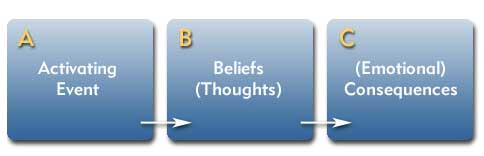 A
Activating
Event
B
Beliefs
(Thoughts)
C
(Emotional)
Consequences